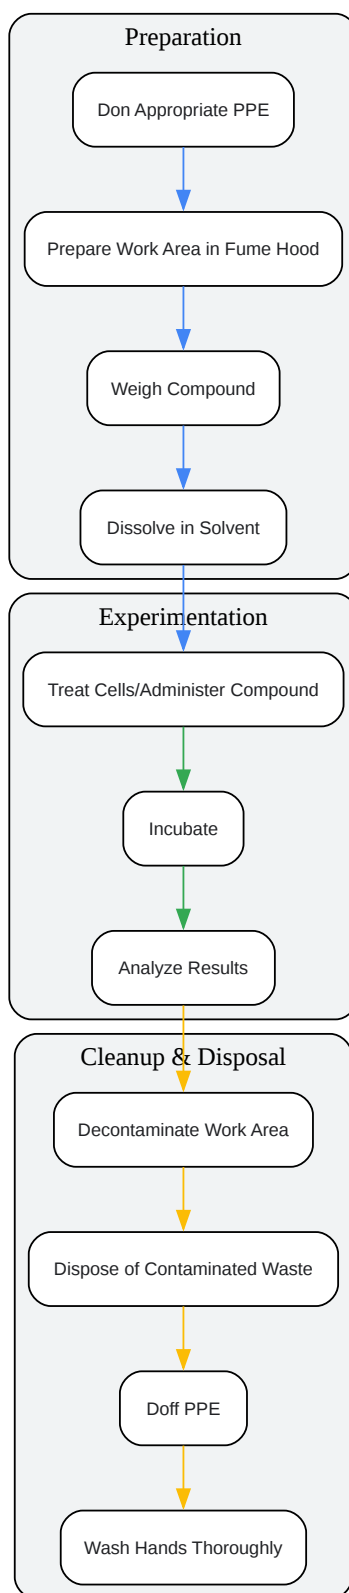 Preparation
Don Appropriate PPE
Prepare Work Area in Fume Hood
Weigh Compound
Dissolve in Solvent
Experimentation
Treat Cells/Administer Compound
Incubate
Analyze Results
Cleanup & Disposal
Decontaminate Work Area
Dispose of Contaminated Waste
Doff PPE
Wash Hands Thoroughly